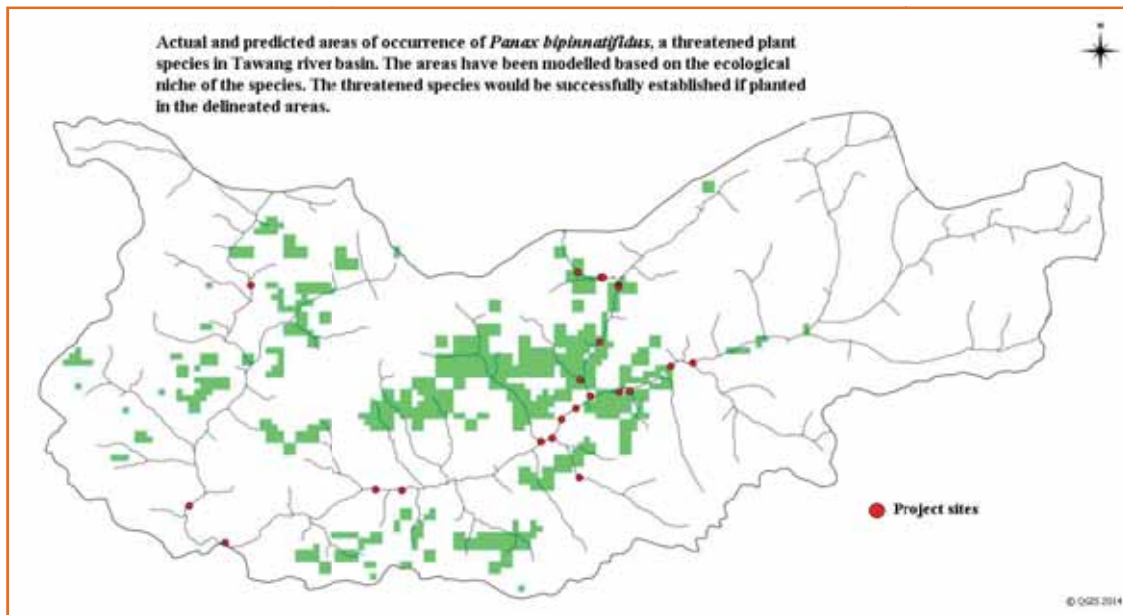 Actual and predicted areas of occurrence of Panax bipinnatifidus, a threatened plant
species in Tawang river basin. The areas have been modelled based on the ecological
niche of the species. The threatened species would be successfully established if planted
in the delineated areas.
Project sites
© QGIS 2014